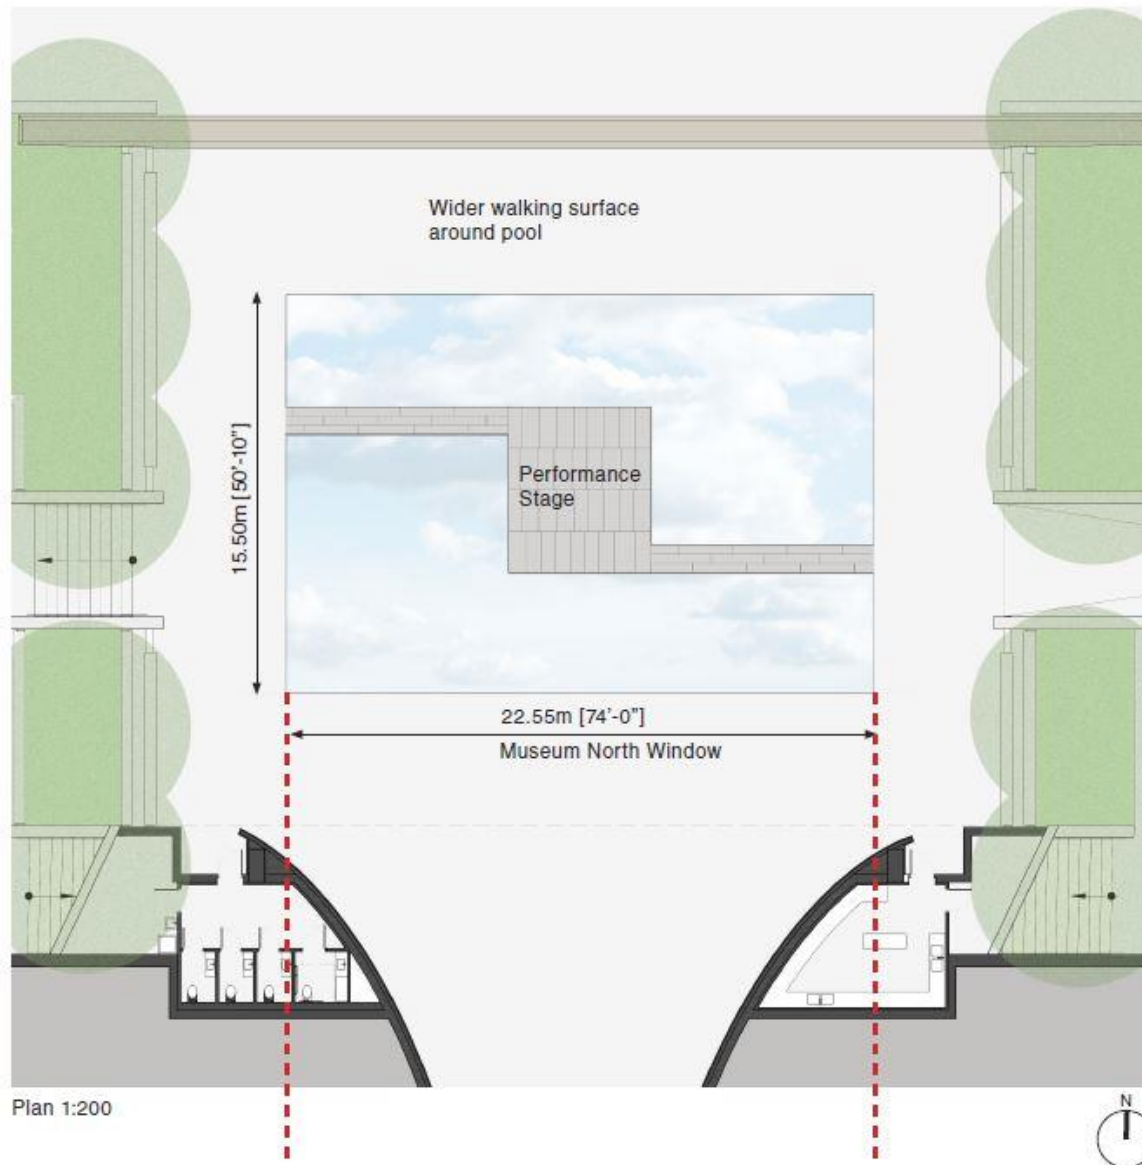 Wider walking surface
around pool
15.50m [50'-10"]
Performance
Stage
22.55m [74'-0"]
Museum North Window
Plan 1:200
N